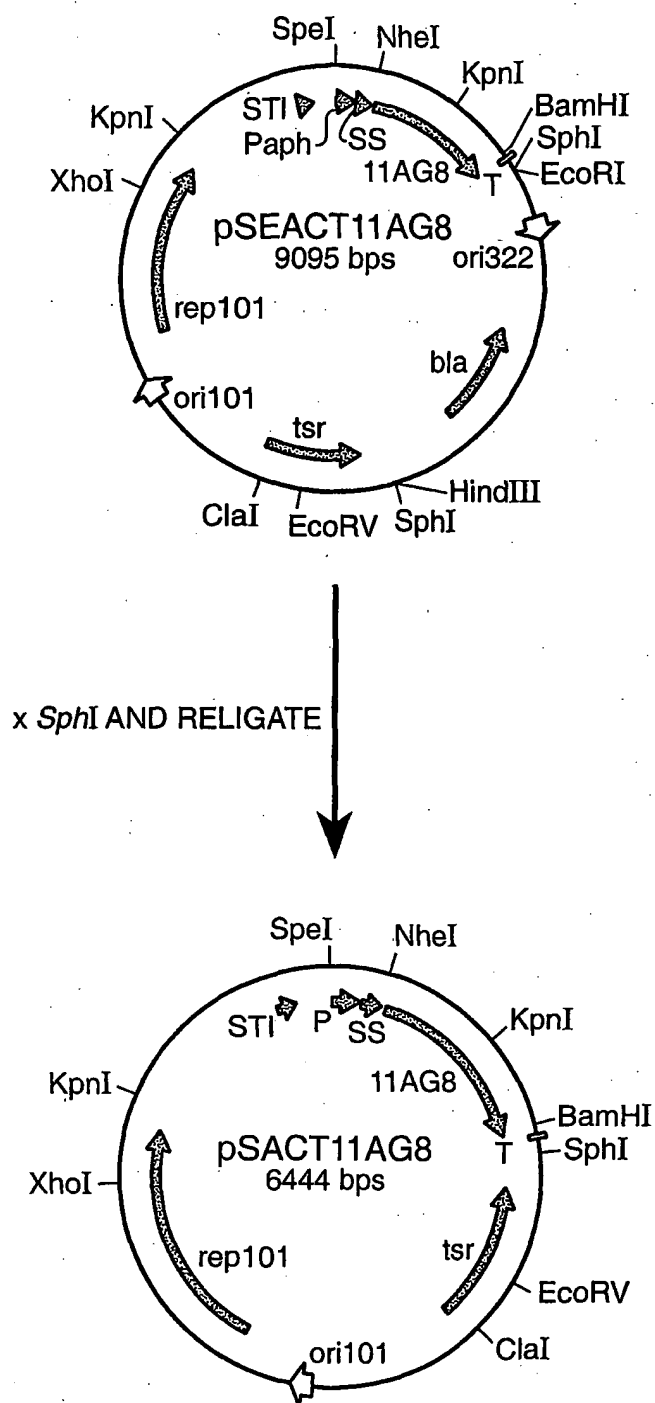 SpeI
NheI
KpnI
STI
BamHI
KpnI
SphI
Paph
SS
EcoRI
11AG8
T
XhoI
pSEACT11AG8
9095 bps
ori322
rep101
bla
ori101
tsr
HindIII
ClaI
EcoRV
SphI
x SphI AND RELIGATE
SpeI
NheI
STI
P
SS
KpnI
KpnI
11AG8
BamHI
pSACT11AG8
T
SphI
XhoI
6444 bps
rep101
tsr
EcoRV
ori101
ClaI